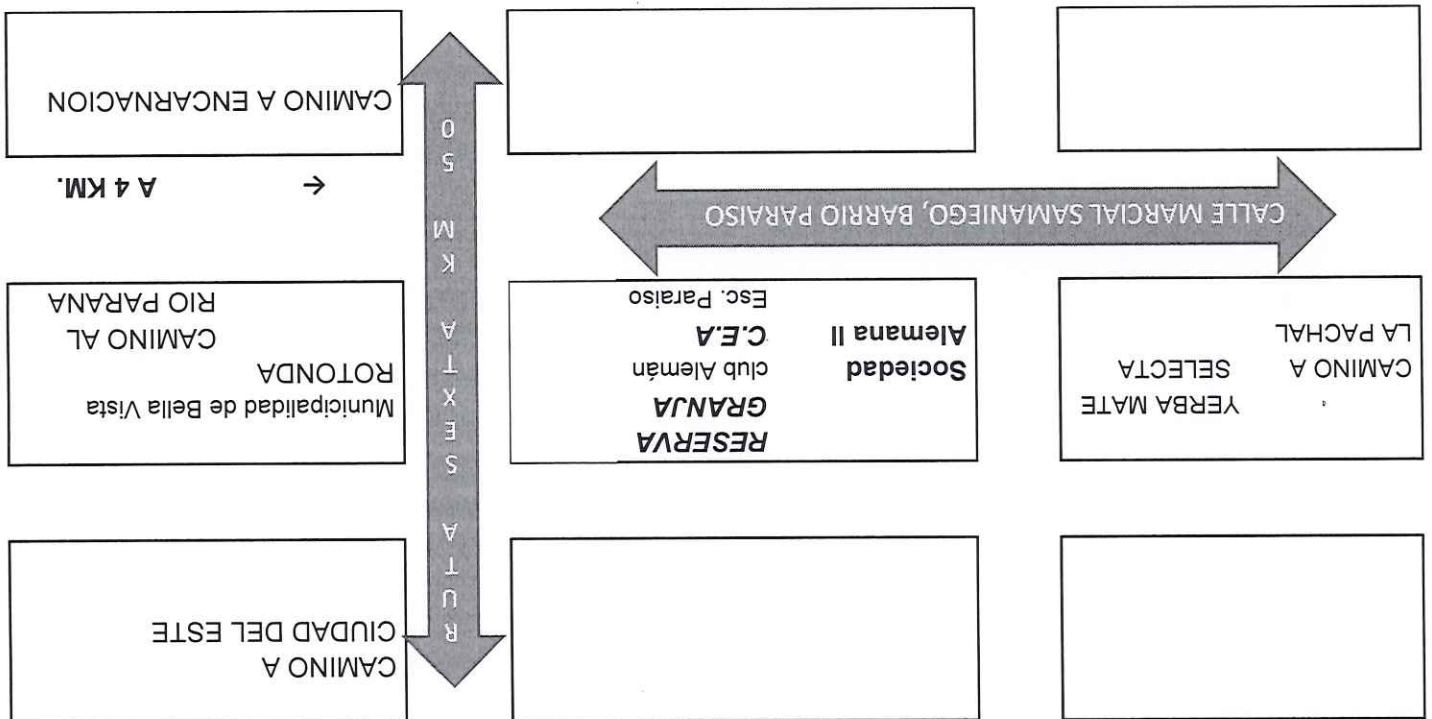 CAMINO A
CIUDAD DEL ESTE
YERBA MATE
SELECTA
CAMINO A
LA PACHAL
Sociedad
Alemana II
RESERVA
GRANJA
club Alemán
C.E.A
Esc. Paraiso
RUTA SEXTA KM 50
Municipalidad de Bella Vista
ROTONDA
CAMINO AL
RIO PARANA
CALLE MARCIAL SAMANIEGO, BARRIO PARAISO
A 4 KM.
CAMINO A ENCARNACION